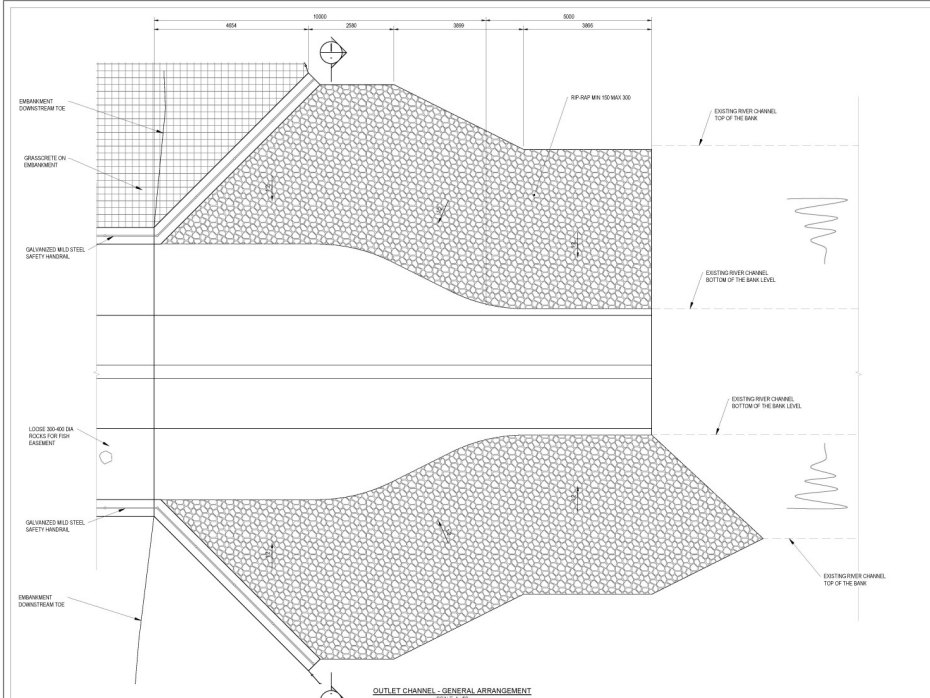 10000
5000
4654
2580
3899
3866
EMBANKMENT
DOWNSTREAM TOE
RIP-RAP MIN 150 MAX 300
EXISTING RIVER CHANNEL
TOP OF THE BANK
GRASSCRETE ON
EMBANKMENT
GALVANIZED MILD STEEL
SAFETY HANDRAIL
EXISTING RIVER CHANNEL
BOTTOM OF THE BANK LEVEL
EXISTING RIVER CHANNEL
BOTTOM OF THE BANK LEVEL
LOOSE 300-400 DIA
ROCKS FOR FISH
EASEMENT
GALVANIZED MILD STEEL
SAFETY HANDRAIL
EXISTING RIVER CHANNEL
TOP OF THE BANK
EMBANKMENT
DOWNSTREAM TOE
OUTLET CHANNEL - GENERAL ARRANGEMENT